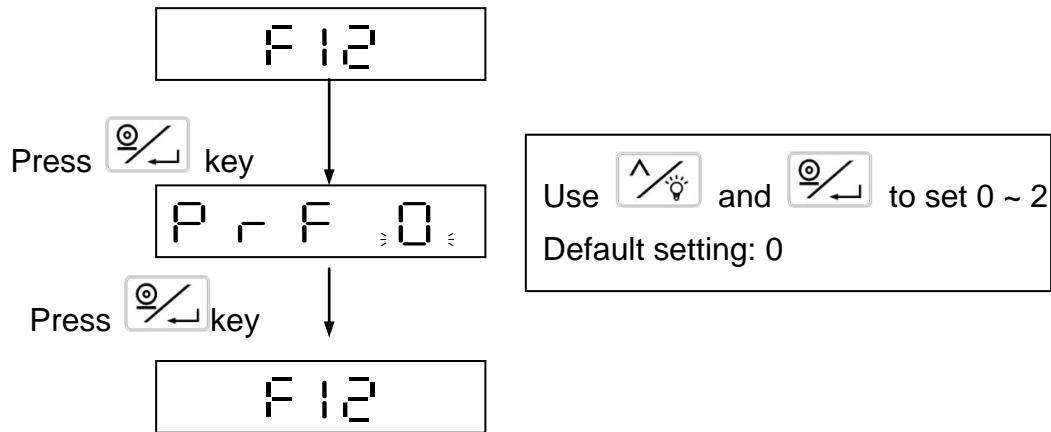 F12
Press key
PrF 0
Use and to set 0 ~ 2
Default setting: 0
Press key
F12